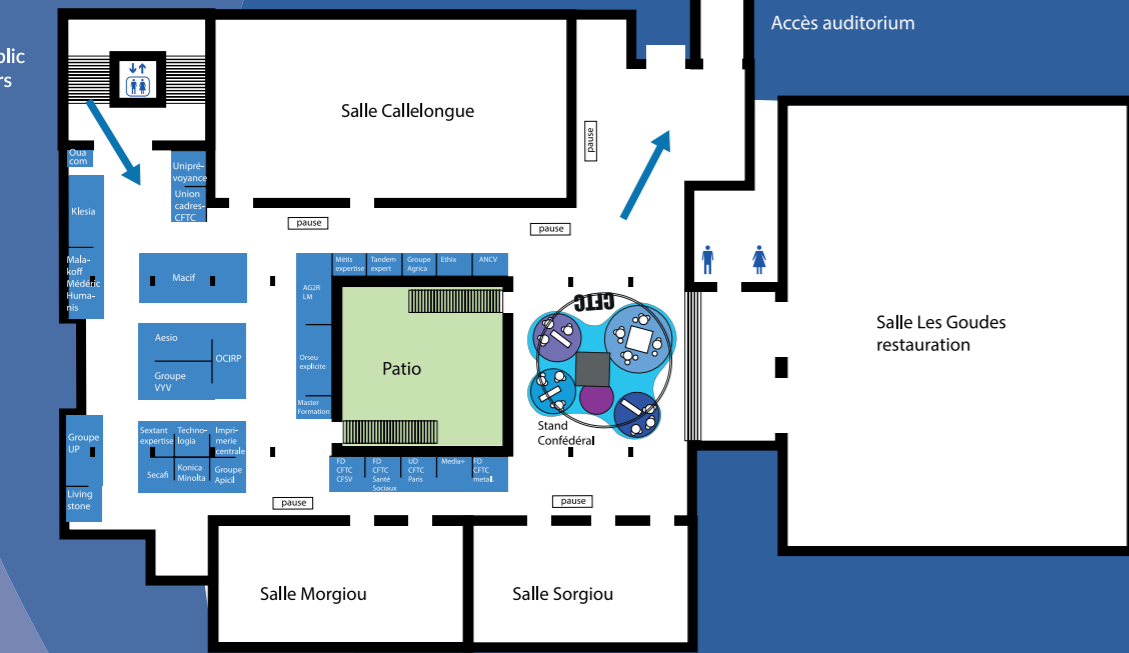 Accès auditorium
blic
rs
Salle Callelongue
pause
Oua
com
Unipré-
voyance
Union
cadres-
CFTC
Klesia
Mala-
koff
Médéric
Huma-
nis
pause
pause
Macif
Métis
expertise
Tandem
expert
Groupe
Agrica
Ethix
ANCV
AG2R
LM
Orseu
explicite
Master
Formation
Patio
CFTC
Stand
Confédéral
Salle Les Goudes
restauration
Aesio
Groupe
VYV
OCIRP
Groupe
UP
Living
stone
Sextant
expertise
Techno-
logia
Impri-
merie
centrale
Secafi
Konica
Minolta
Groupe
Apicil
FD
CFTC
CFSV
FD
CFTC
Santé
Sociaux
UD
CFTC
Paris
Media+
FD
CFTC
metall.
pause
pause
Salle Morgiou
Salle Sorgiou